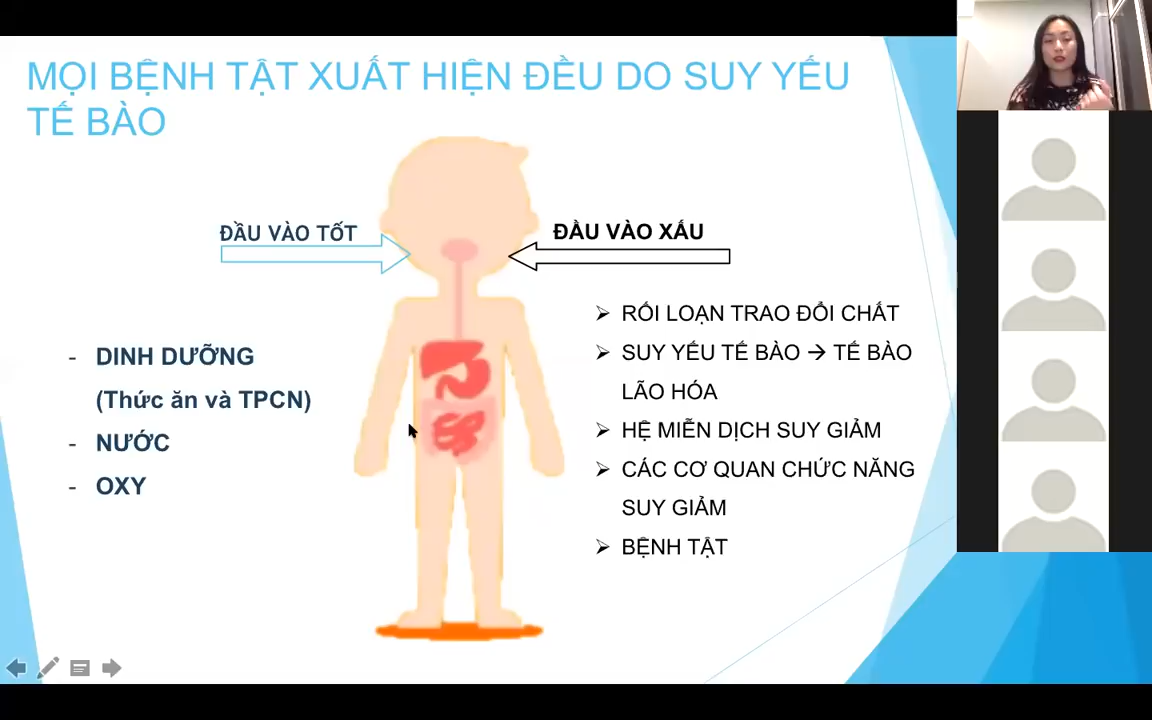 MỌI BỆNH TẬT XUẤT HIỆN ĐỀU DO SUY YẾU
TẾ BÀO
ĐẦU VÀO TỐT
ĐẦU VÀO XẤU
- DINH DƯỠNG
(Thức ăn và TPCN)
- NƯỚC
- OXY
➢ RỐI LOẠN TRAO ĐỔI CHẤT
➢ SUY YẾU TẾ BÀO → TẾ BÀO
LÃO HÓA
➢ HỆ MIỄN DỊCH SUY GIẢM
➢ CÁC CƠ QUAN CHỨC NĂNG
SUY GIẢM
➢ BỆNH TẬT